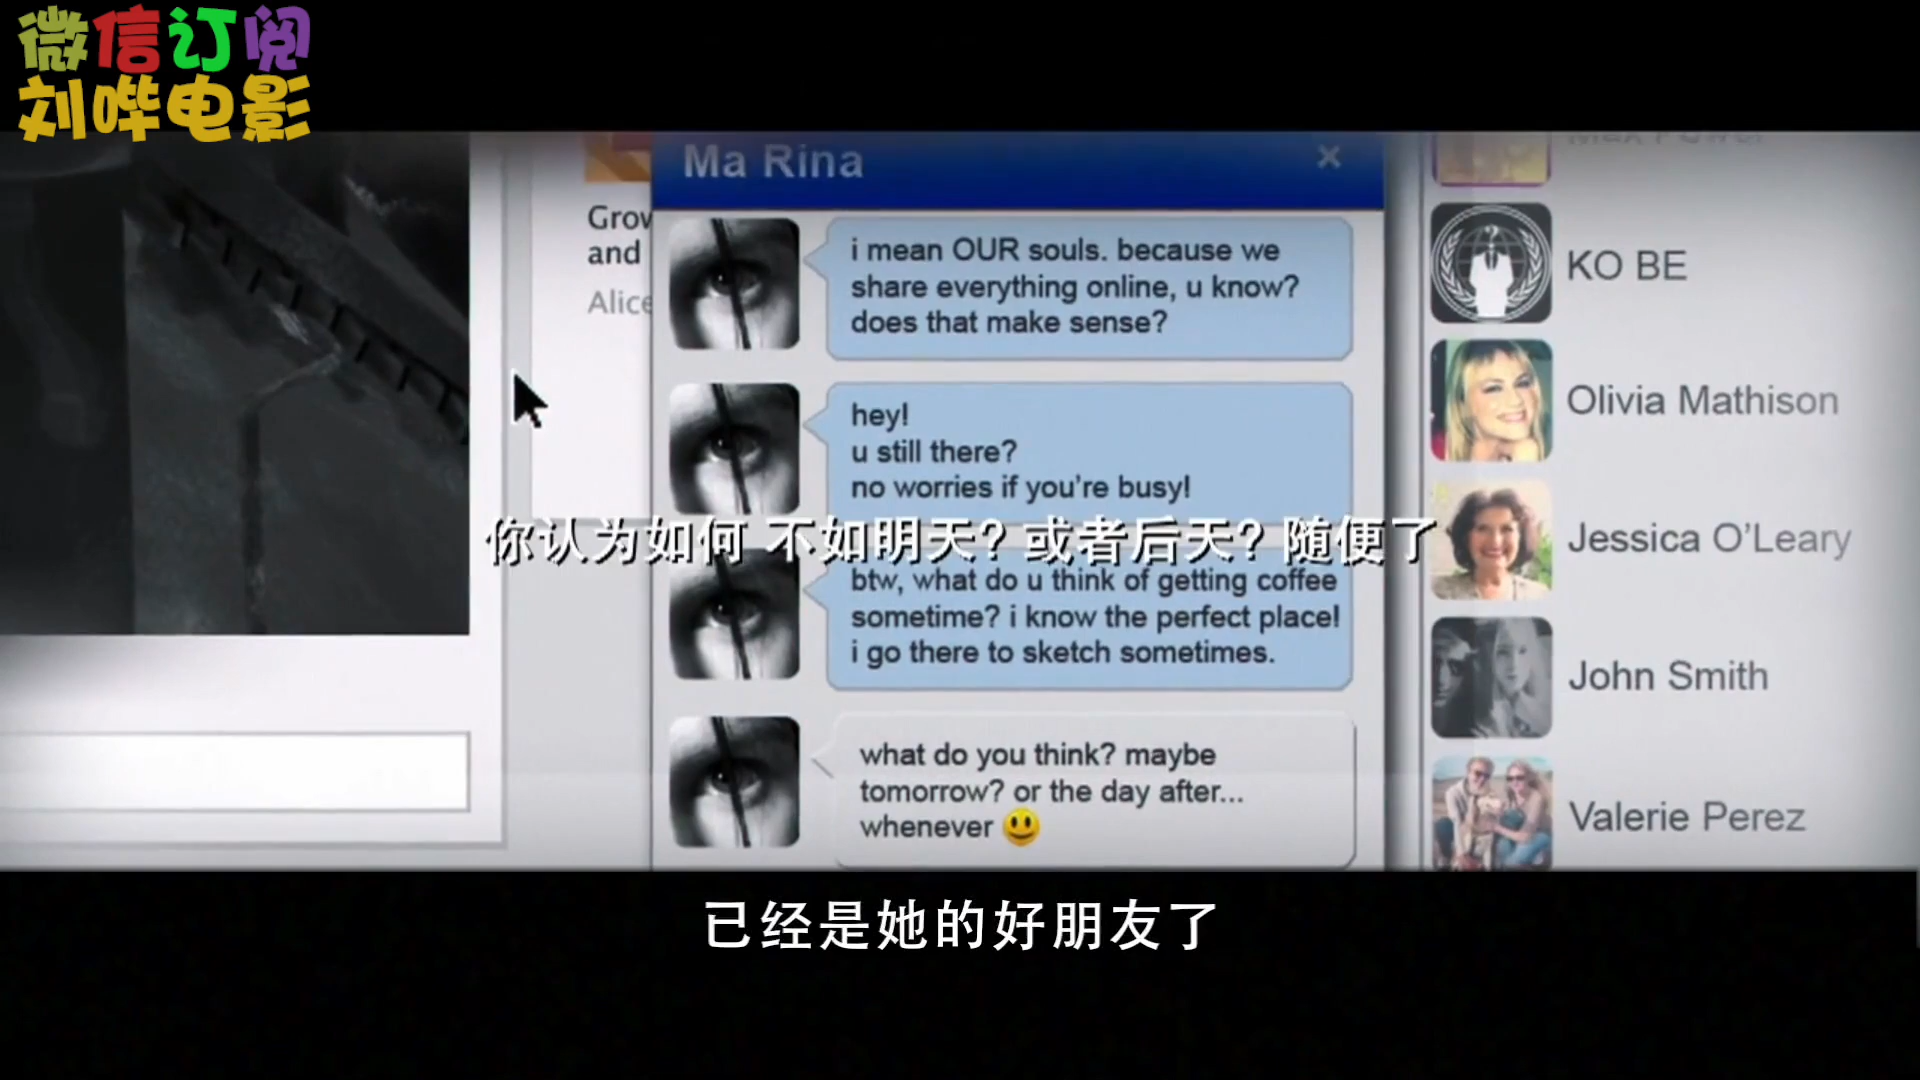 微信订阅
刘哗电影
Ma Rina
Grow
and
Alice
i mean OUR souls. because we
share everything online, u know?
does that make sense?
hey!
u still there?
no worries if you're busy!
你认为如何 不如明天? 或者后天? 随便了
btw, what do u think of getting coffee
sometime? i know the perfect place!
i go there to sketch sometimes.
what do you think? maybe
tomorrow? or the day after...
whenever
KO BE
Olivia Mathison
Jessica O'Leary
John Smith
Valerie Perez
已经是她的好朋友了